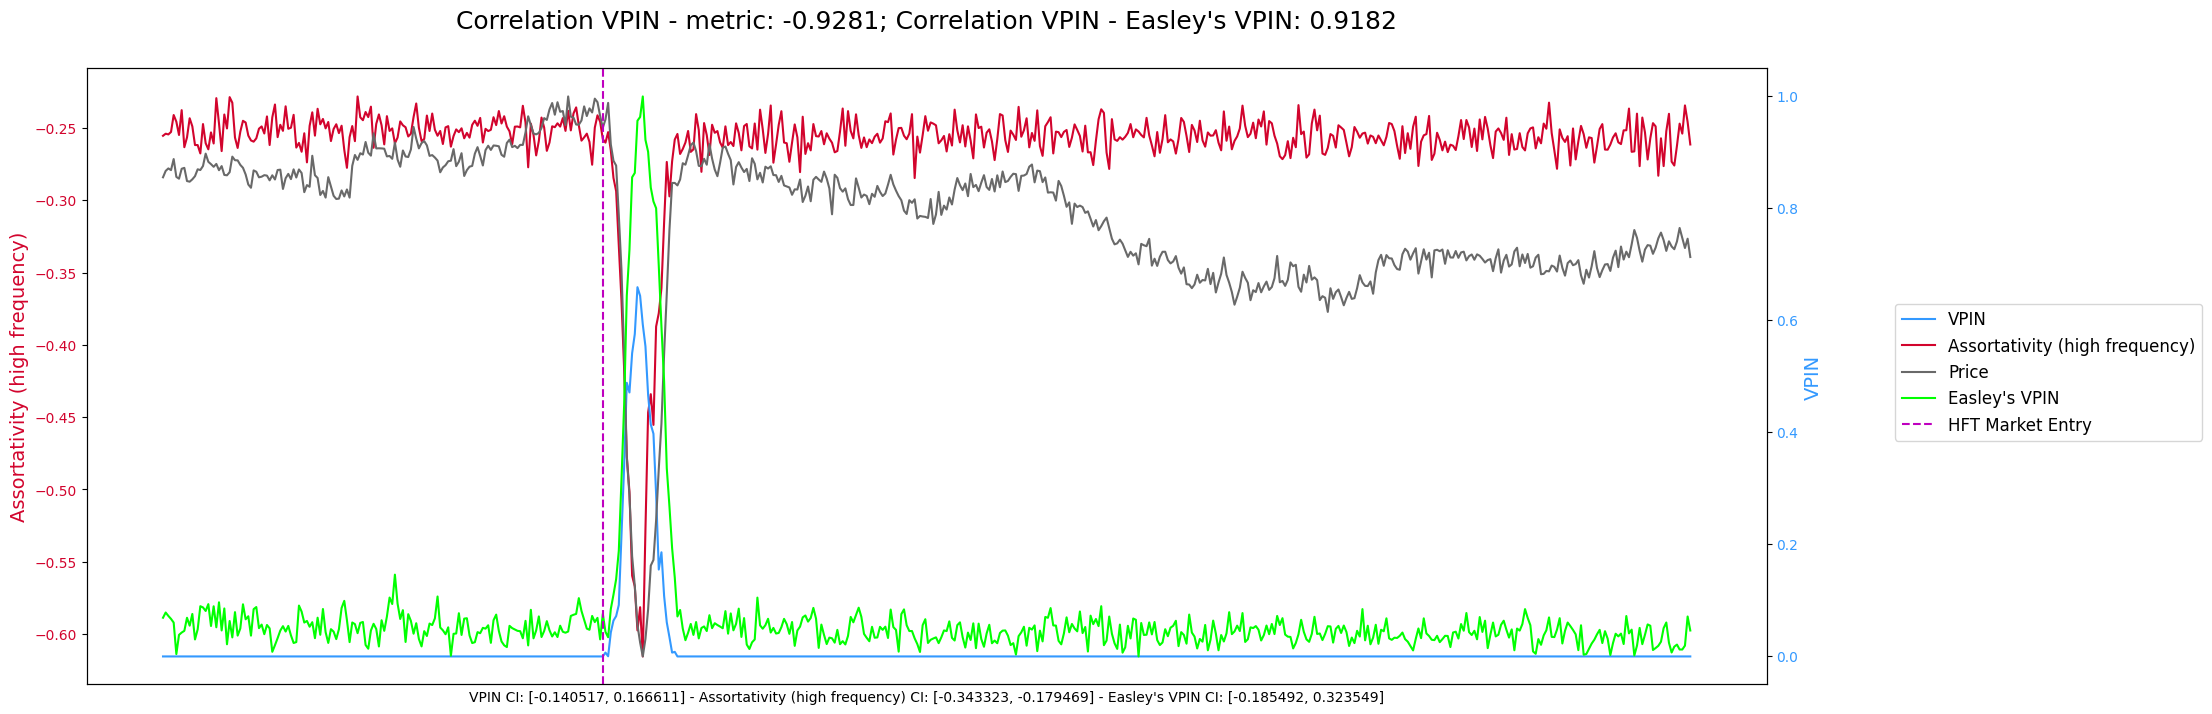 Correlation VPIN - metric: -0.9281; Correlation VPIN - Easley's VPIN: 0.9182
Assortativity (high frequency)
−0.25
−0.30
−0.35
−0.40
−0.45
−0.50
−0.55
−0.60
1.0
0.8
0.6
0.4
0.2
0.0
VPIN
VPIN
Assortativity (high frequency)
Price
Easley's VPIN
HFT Market Entry
VPIN CI: [-0.140517, 0.166611] - Assortativity (high frequency) CI: [-0.343323, -0.179469] - Easley's VPIN CI: [-0.185492, 0.323549]